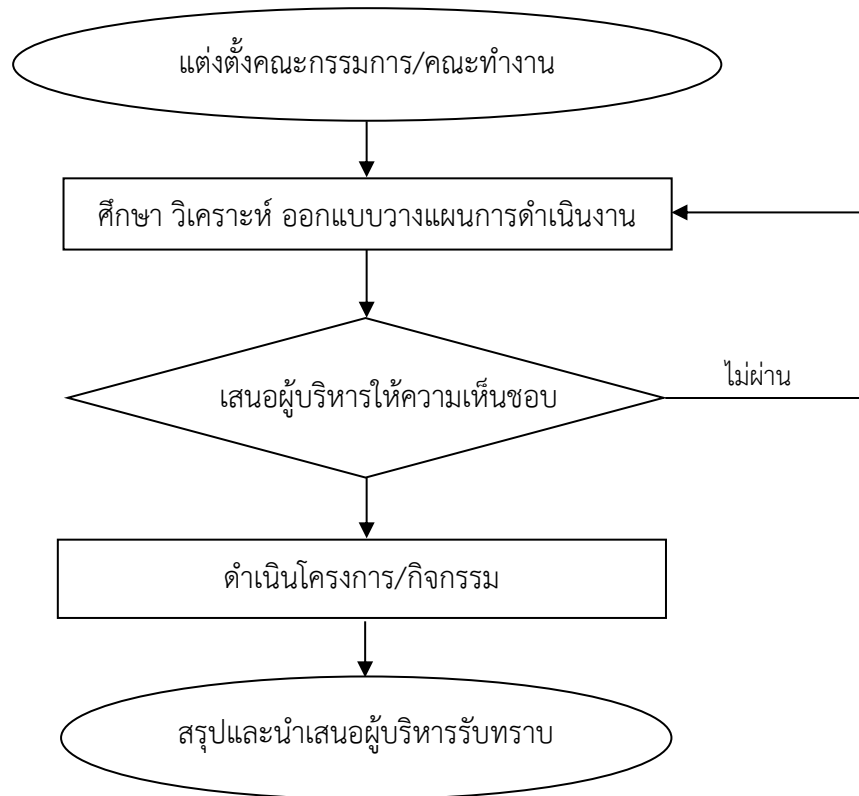 แต่งตั้งคณะกรรมการ/คณะทำงาน
ศึกษา วิเคราะห์ ออกแบบวางแผนการดำเนินงาน
เสนอผู้บริหารให้ความเห็นชอบ
ไม่ผ่าน
ดำเนินโครงการ/กิจกรรม
สรุปและนำเสนอผู้บริหารรับทราบ